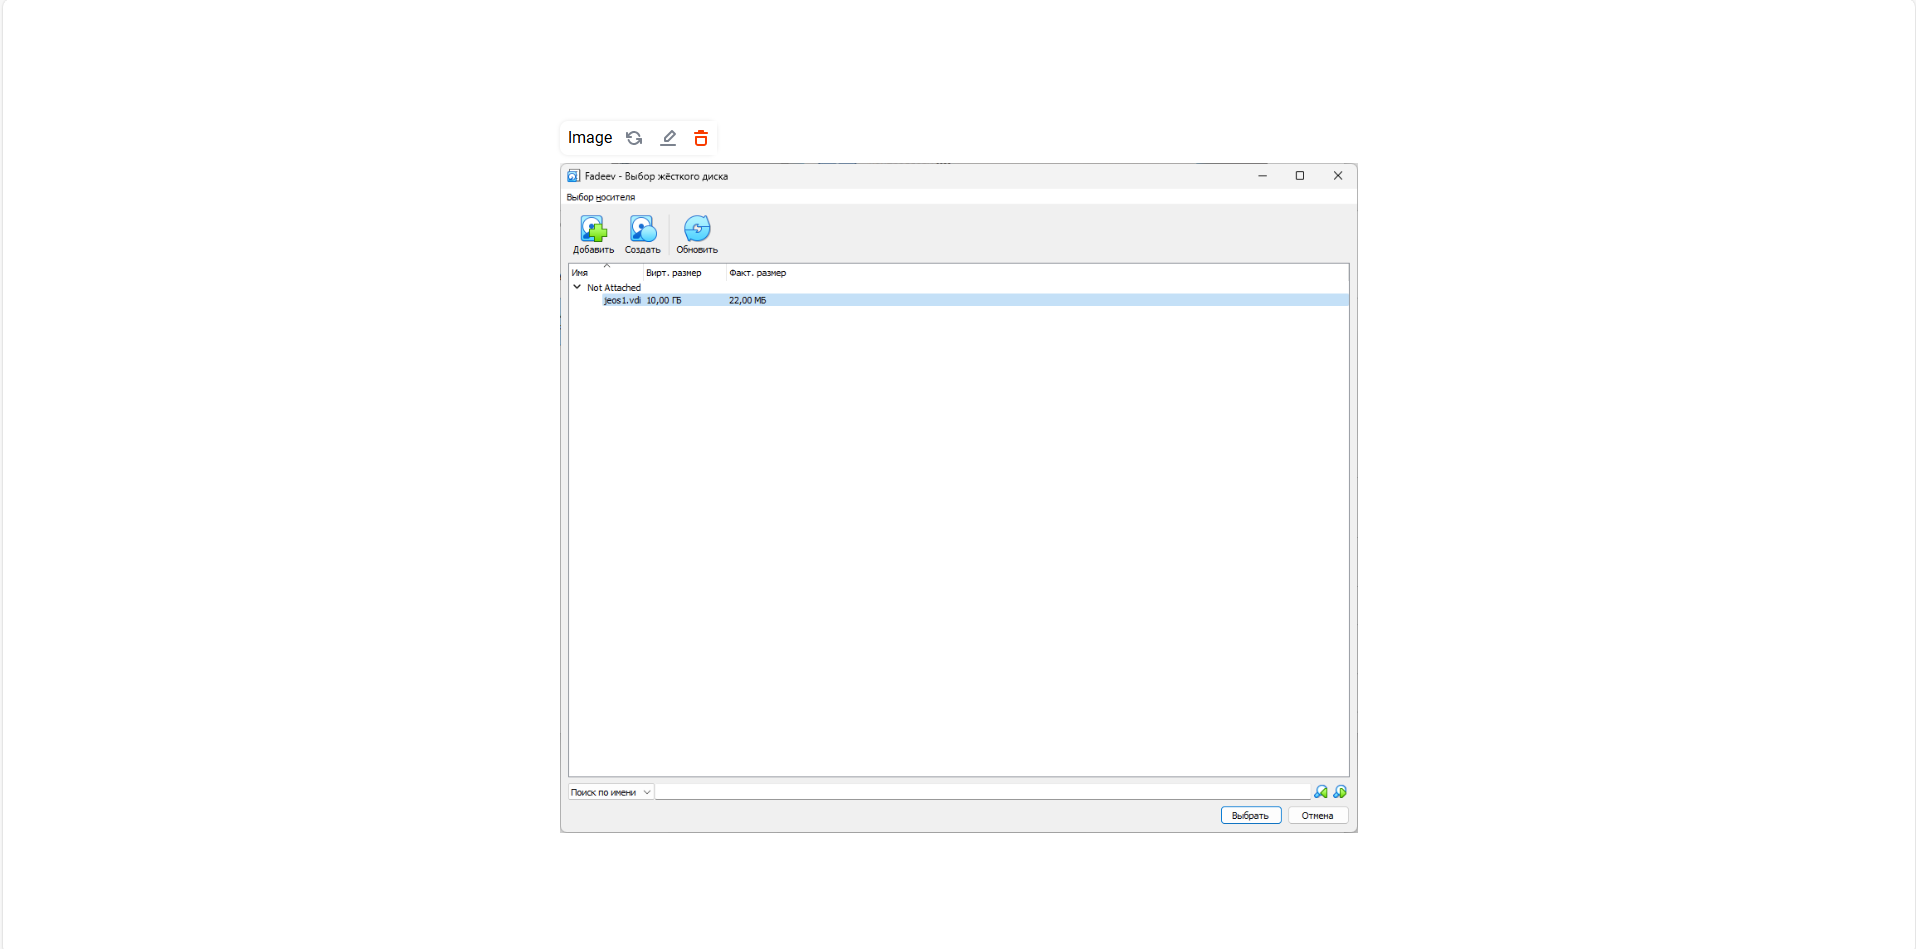 Image
Fadeev - Выбор жёсткого диска
Выбор носителя
Добавить Создать Обновить
Имя Вирт. размер Факт. размер
Not Attached
jeos1.vdi 10,00 ГБ 22,00 МБ
Поиск по имени
Выбрать Отмена